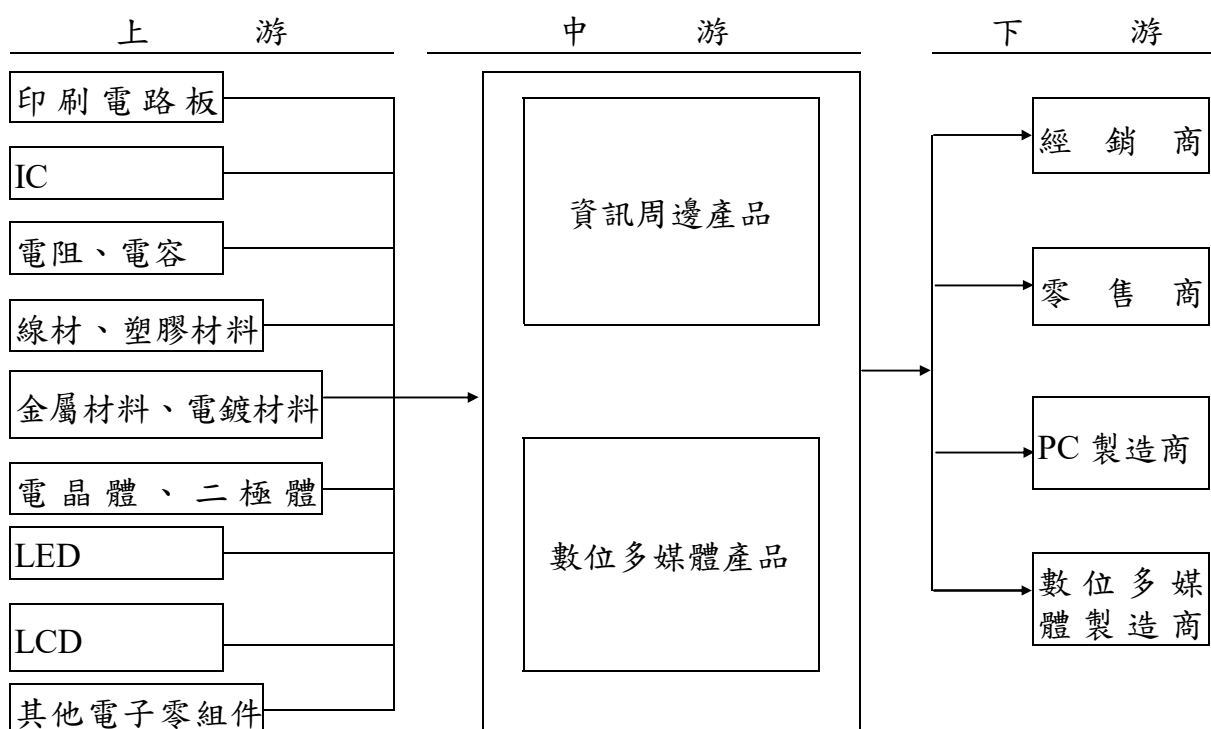 上游
中游
下游
印刷電路板
IC
電阻、電容
線材、塑膠材料
金屬材料、電鍍材料
電晶體、二極體
LED
LCD
其他電子零組件
資訊周邊產品
數位多媒體產品
經銷商
零售商
PC 製造商
數位多媒
體製造商